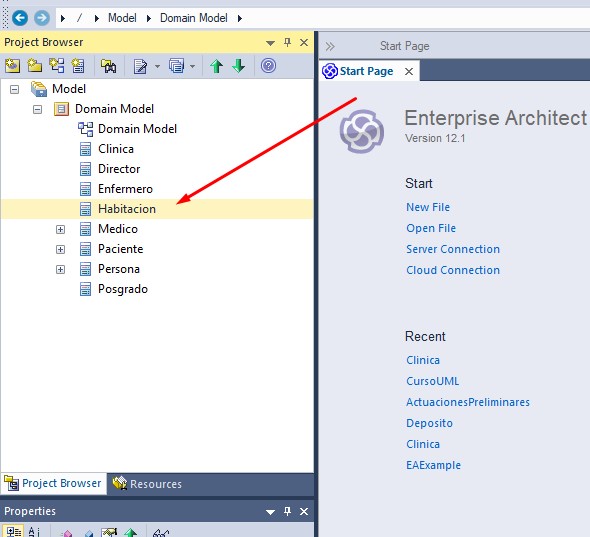 / Model Domain Model
Project Browser
Model
Domain Model
Domain Model
Clinica
Director
Enfermero
Habitacion
Medico
Paciente
Persona
Posgrado
Project Browser
Resources
Properties
Start Page
Start Page
Enterprise Architect
Version 12.1
Start
New File
Open File
Server Connection
Cloud Connection
Recent
Clinica
CursoUML
ActuacionesPreliminares
Deposito
Clinica
EAExample